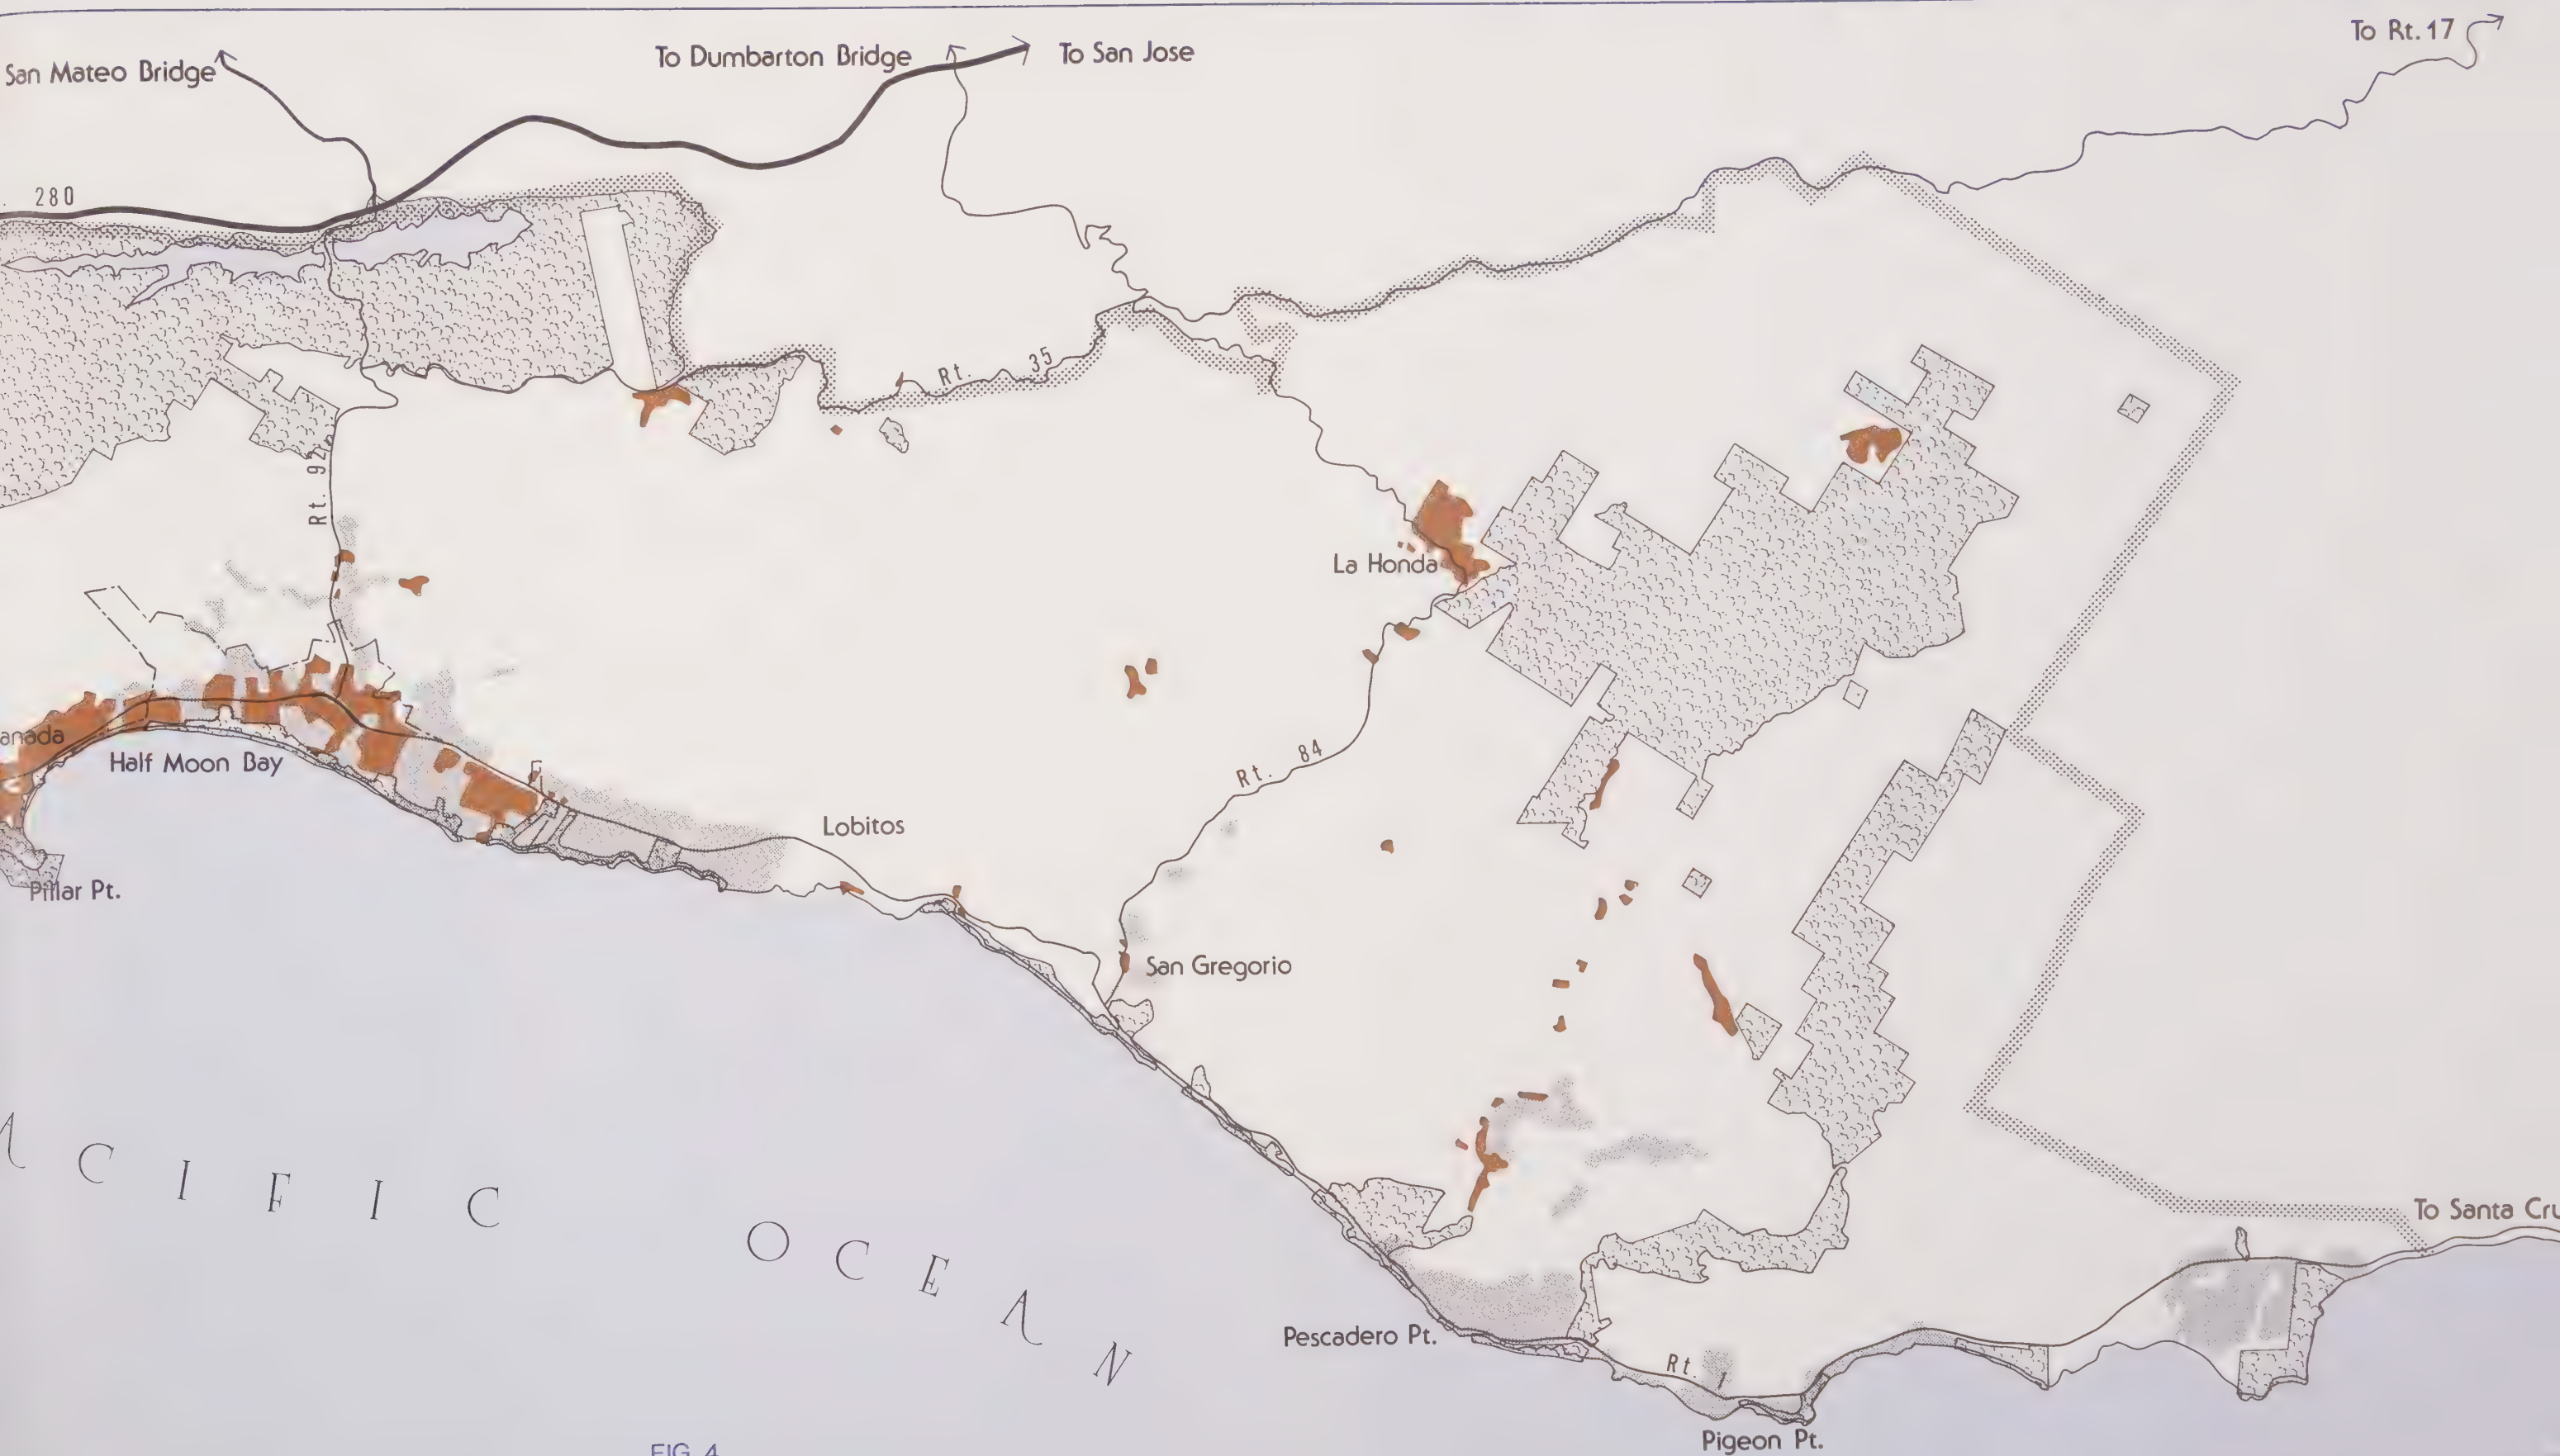 To Rt. 17
San Mateo Bridge
To Dumbarton Bridge
To San Jose
280
Rt. 35
Rt. 92
La Honda
anada
Half Moon Bay
Rt. 84
Lobitos
Pillar Pt.
San Gregorio
ACIFIC OCEAN
To Santa Cru
Pescadero Pt.
Rt. 1
Pigeon Pt.
FIG. 4